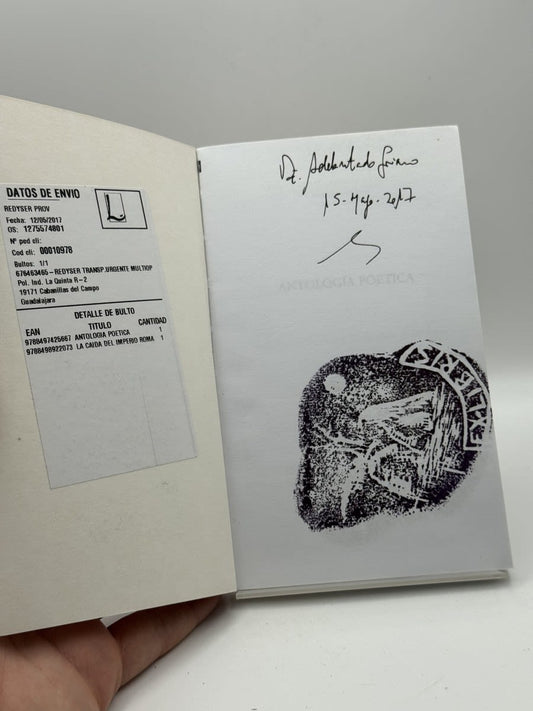 DATOS DE ENVIO
REDYSER PROV
Fecha: 12/05/2017
OS: 1275574801
Nº ped cli:
Cod cli: 00010978
Bultos: 1/1
676463465-REDYSER TRANSP.URGENTE MULTIOP
Pol. Ind. La Quinta R-2
19171 Cabanillas del Campo
Guadalajara
DETALLE DE BULTO
EAN TITULO CANTIDAD
9788497425667 ANTOLOGIA POETICA 1
9788498922073 LA CAIDA DEL IMPERIO ROMA 1
Adelantado
15-Mayo-2017
ANTOLOGÍA POÉTICA
EX LIBRIS